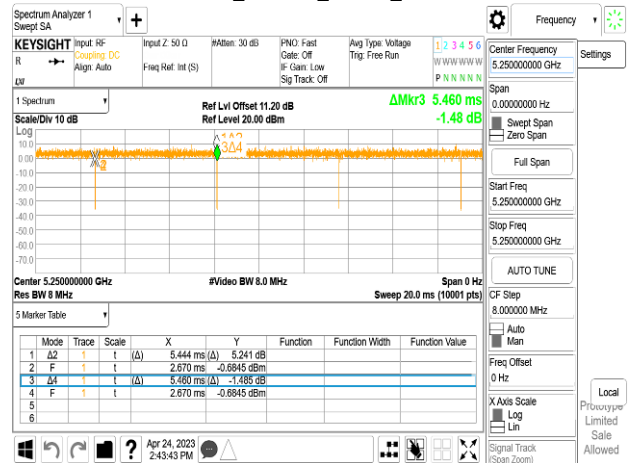 Spectrum Analyzer 1
Swept SA
KEYSIGHT Input: RF Input Z: 50 Ω #Atten: 30 dB PNO: Fast Avg Type: Voltage 1 2 3 4 5 6
R Coupling: DC Gate: Off Trig: Free Run
Align: Auto Freq Ref: Int (S) IF Gain: Low W W W W W W
Sig Track: Off P N N N N N
LXI
1 Spectrum Ref Lvl Offset 11.20 dB ΔMkr3 5.460 ms
Scale/Div 10 dB Ref Level 20.00 dBm -1.48 dB
Log
10.0
0.00
-10.0
-20.0
-30.0
-40.0
-50.0
-60.0
-70.0
1Δ2
3Δ4
Center 5.250000000 GHz #Video BW 8.0 MHz Span 0 Hz
Res BW 8 MHz Sweep 20.0 ms (10001 pts)
5 Marker Table
Mode Trace Scale X Y Function Function Width Function Value
1 Δ2 1 t (Δ) 5.444 ms (Δ) 5.241 dB
2 F 1 t 2.670 ms -0.6845 dBm
3 Δ4 1 t (Δ) 5.460 ms (Δ) -1.485 dB
4 F 1 t 2.670 ms -0.6845 dBm
5
6
Apr 24, 2023
2:43:43 PM
Frequency
Center Frequency
5.250000000 GHz
Settings
Span
0.00000000 Hz
Swept Span
Zero Span
Full Span
Start Freq
5.250000000 GHz
Stop Freq
5.250000000 GHz
AUTO TUNE
CF Step
8.000000 MHz
Auto
Man
Freq Offset
0 Hz
X Axis Scale
Log
Lin
Signal Track
(Span Zoom)
Local
Prototype
Limited
Sale
Allowed